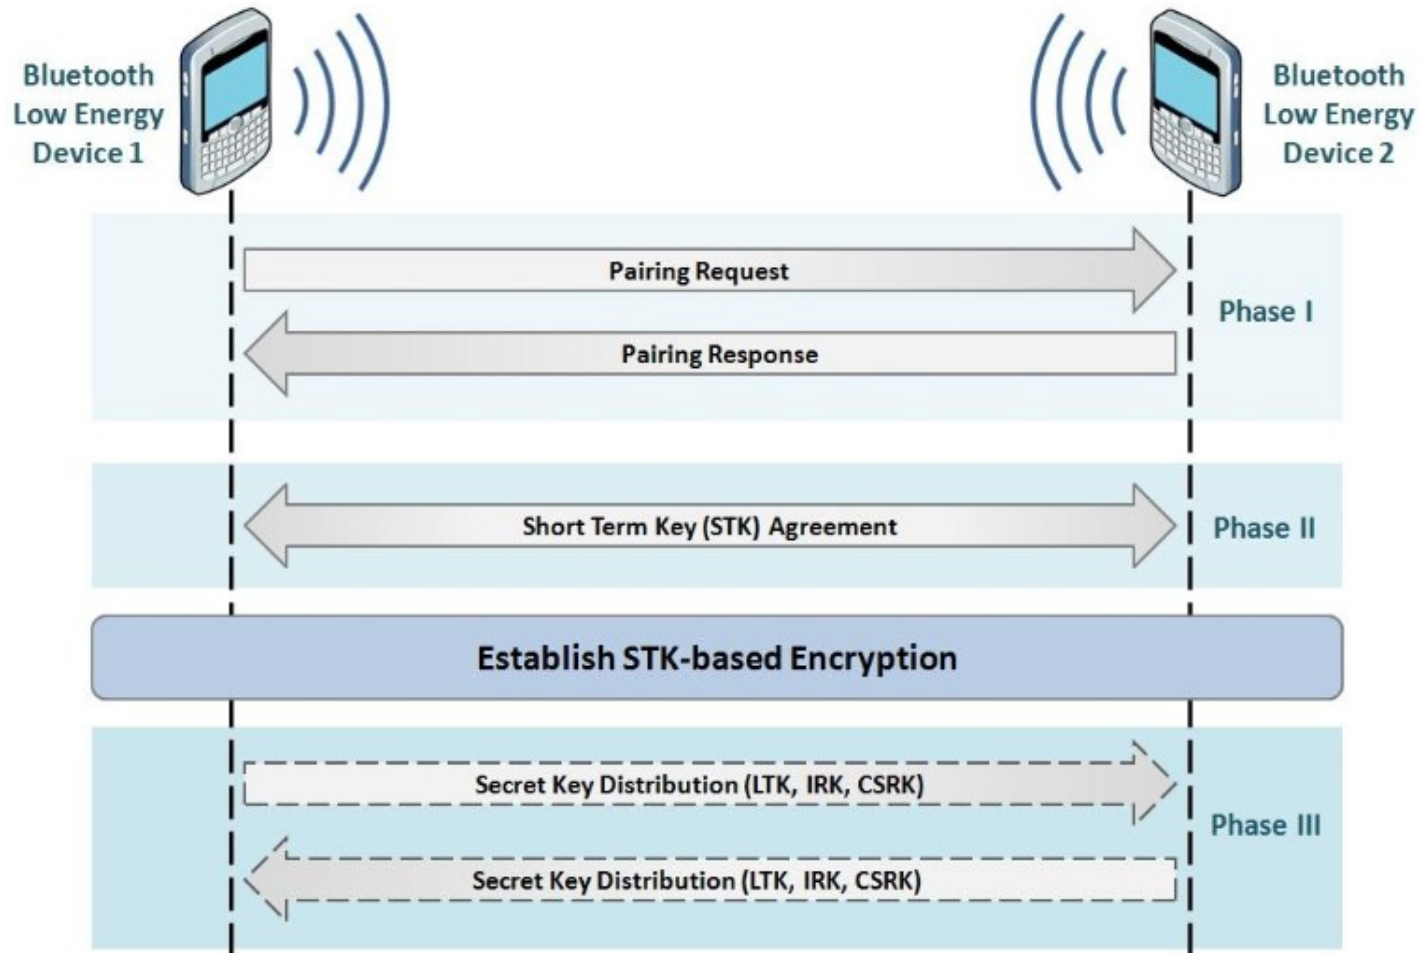 Bluetooth
Low Energy
Device 1
Bluetooth
Low Energy
Device 2
Pairing Request
Phase I
Pairing Response
Short Term Key (STK) Agreement
Phase II
Establish STK-based Encryption
Secret Key Distribution (LTK, IRK, CSRK)
Phase III
Secret Key Distribution (LTK, IRK, CSRK)